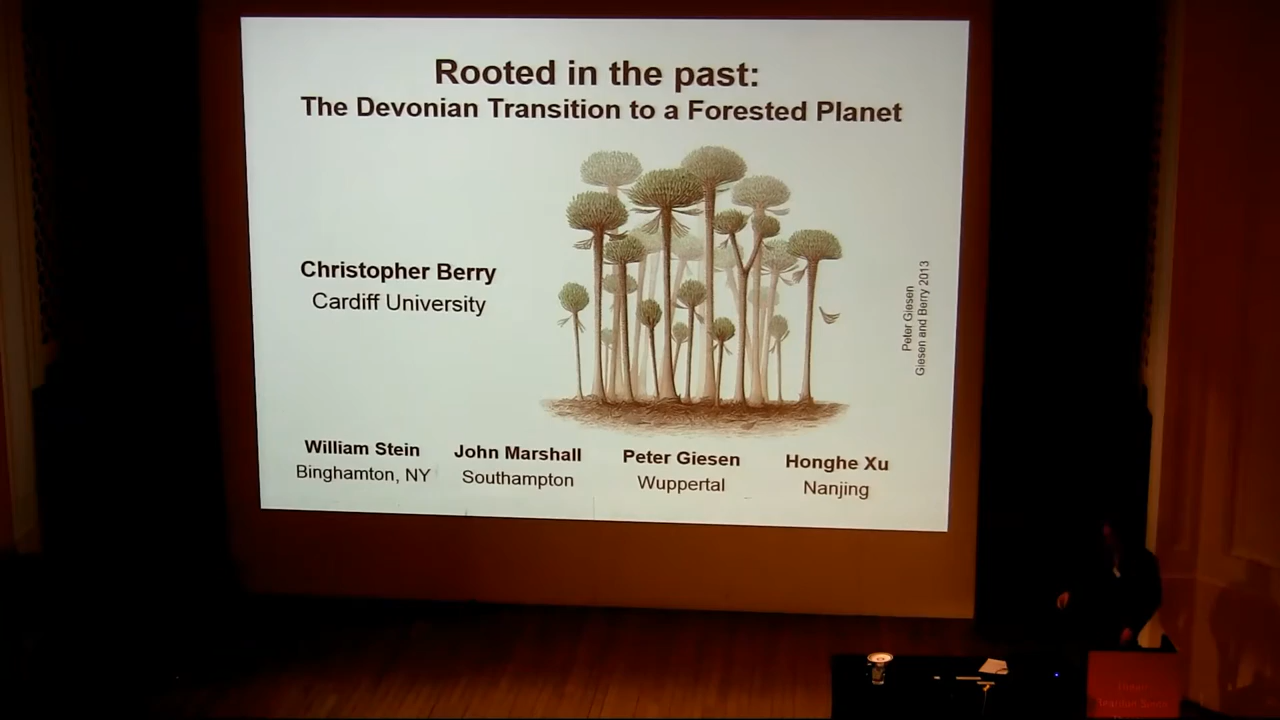 Rooted in the past:
The Devonian Transition to a Forested Planet
Christopher Berry
Cardiff University
Peter Giesen
Giesen and Berry 2013
William Stein
Binghamton, NY
John Marshall
Southampton
Peter Giesen
Wuppertal
Honghe Xu
Nanjing